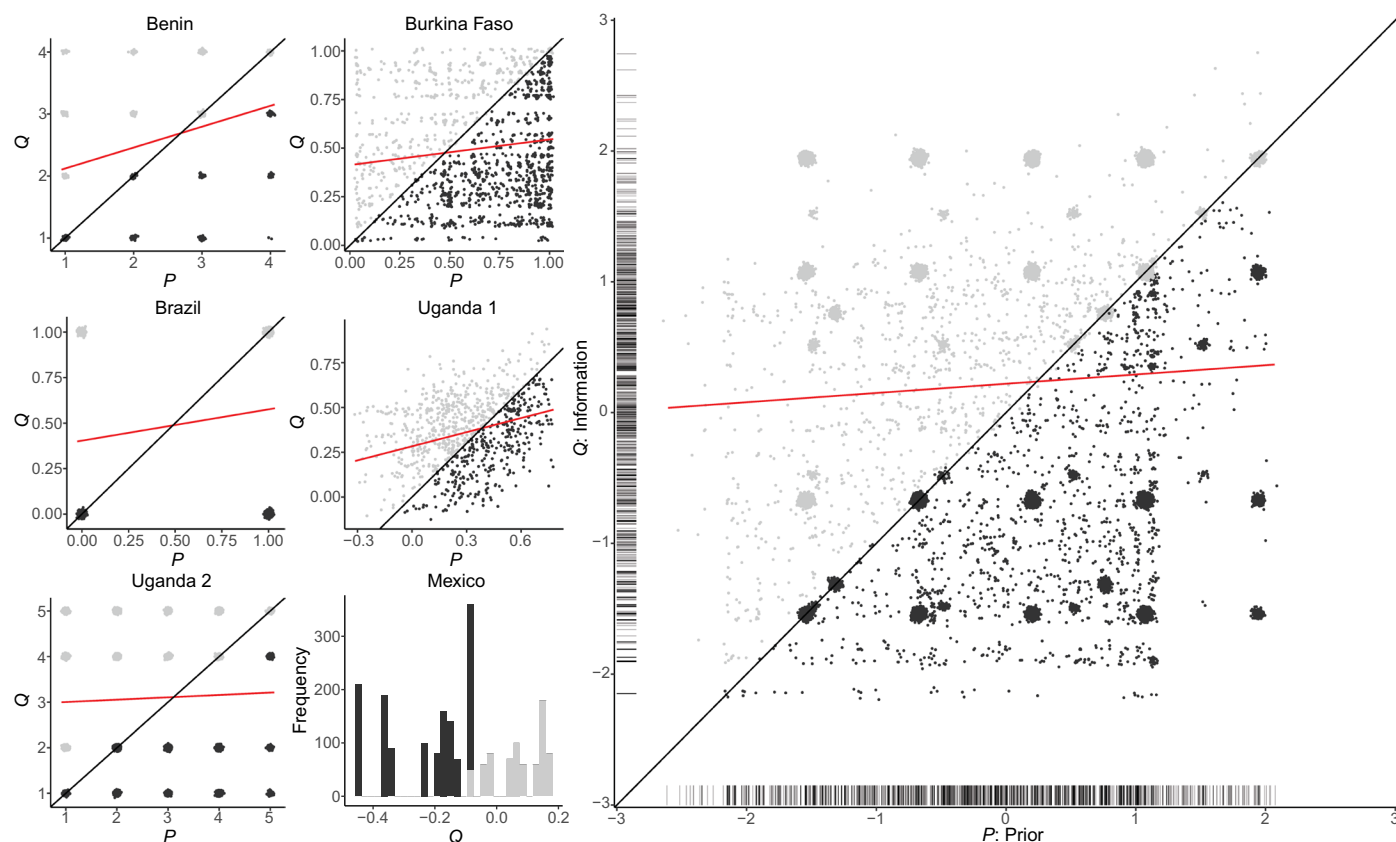 Benin
4
3
2
1
Q
1 2 3 4
P
Burkina Faso
1.00
0.75
0.50
0.25
0.00
Q
0.00 0.25 0.50 0.75 1.00
P
Brazil
1.00
0.75
0.50
0.25
0.00
Q
0.00 0.25 0.50 0.75 1.00
P
Uganda 1
0.75
0.50
0.25
0.00
Q
−0.3 0.0 0.3 0.6
P
Uganda 2
5
4
3
2
1
Q
1 2 3 4 5
P
Mexico
300
200
100
0
Frequency
−0.4 −0.2 0.0 0.2
Q
3
2
1
0
−1
−2
−3
Q: Information
−3 −2 −1 0 1 2 3
P: Prior